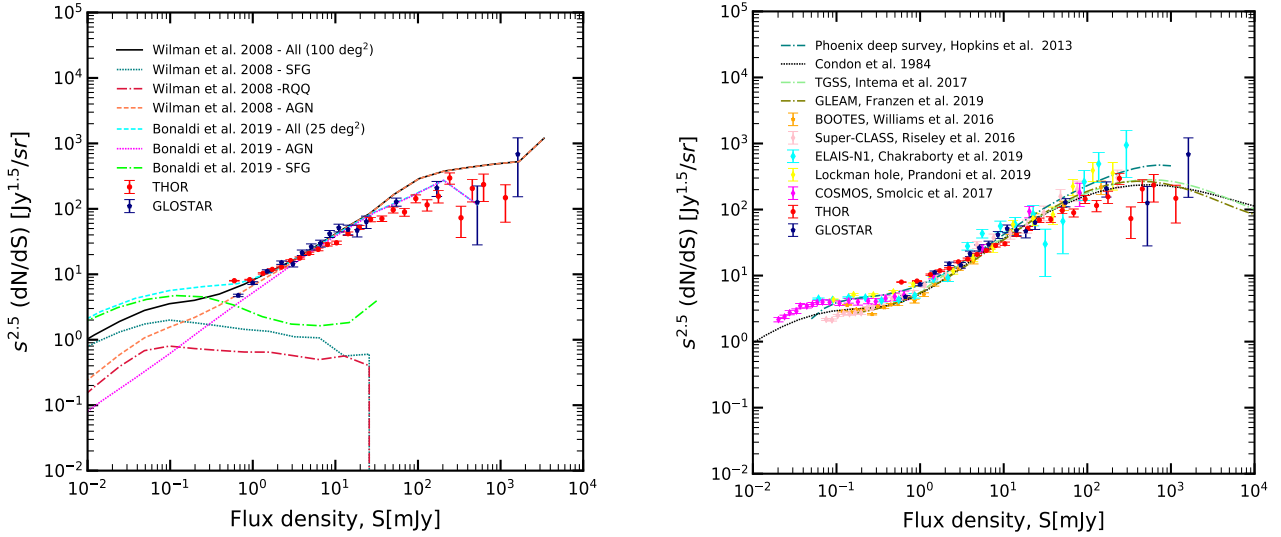 10^5
10^4
10^3
10^2
10^1
10^0
10^-1
10^-2
s^2.5 (dN/dS) [Jy^1.5/sr]
Wilman et al. 2008 - All (100 deg^2)
Wilman et al. 2008 - SFG
Wilman et al. 2008 -RQQ
Wilman et al. 2008 - AGN
Bonaldi et al. 2019 - All (25 deg^2)
Bonaldi et al. 2019 - AGN
Bonaldi et al. 2019 - SFG
THOR
GLOSTAR
10^-2 10^-1 10^0 10^1 10^2 10^3 10^4
Flux density, S[mJy]
10^5
10^4
10^3
10^2
10^1
10^0
10^-1
10^-2
s^2.5 (dN/dS) [Jy^1.5/sr]
Phoenix deep survey, Hopkins et al. 2013
Condon et al. 1984
TGSS, Intema et al. 2017
GLEAM, Franzen et al. 2019
BOOTES, Williams et al. 2016
Super-CLASS, Riseley et al. 2016
ELAIS-N1, Chakraborty et al. 2019
Lockman hole, Prandoni et al. 2019
COSMOS, Smolcic et al. 2017
THOR
GLOSTAR
10^-2 10^-1 10^0 10^1 10^2 10^3 10^4
Flux density, S[mJy]